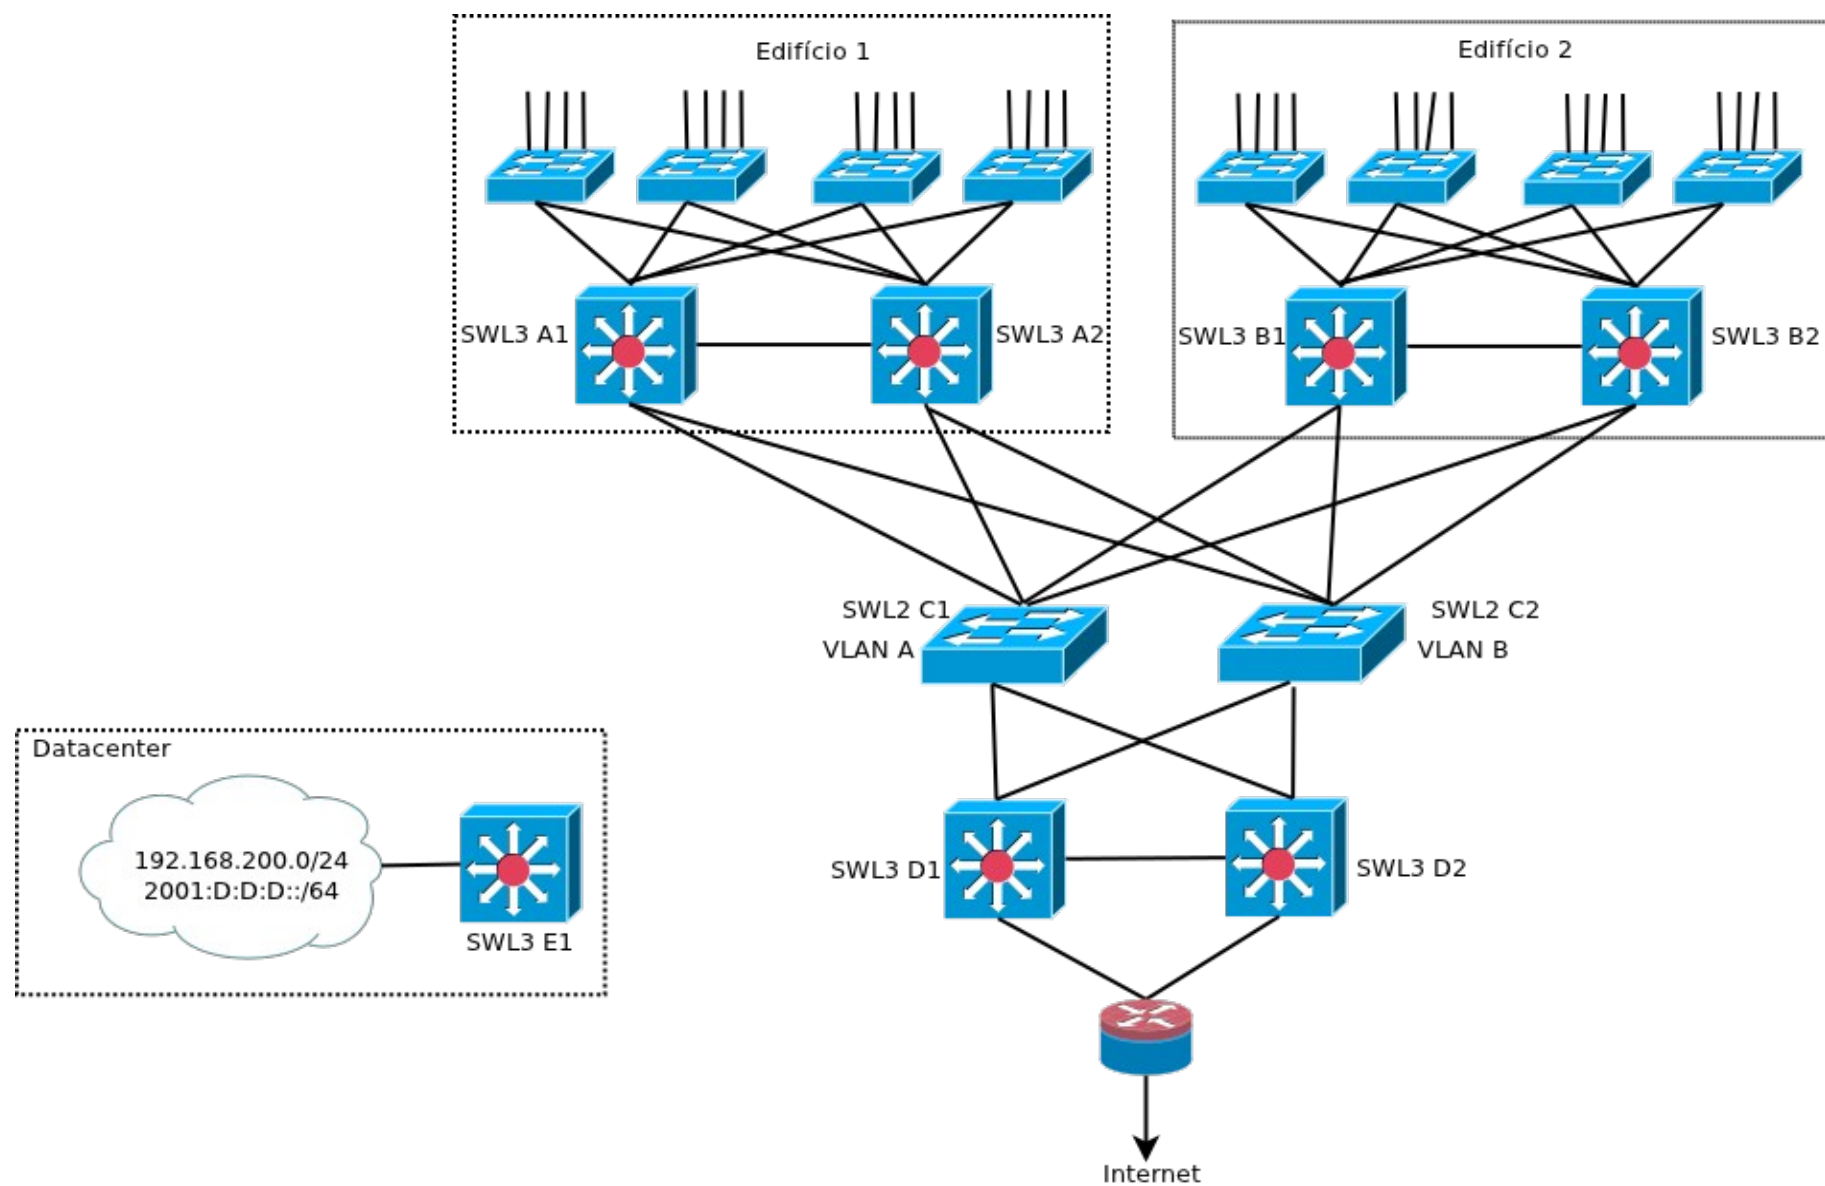 Edifício 1
Edifício 2
SWL3 A1
SWL3 A2
SWL3 B1
SWL3 B2
SWL2 C1
VLAN A
SWL2 C2
VLAN B
Datacenter
192.168.200.0/24
2001:D:D:D::/64
SWL3 E1
SWL3 D1
SWL3 D2
Internet